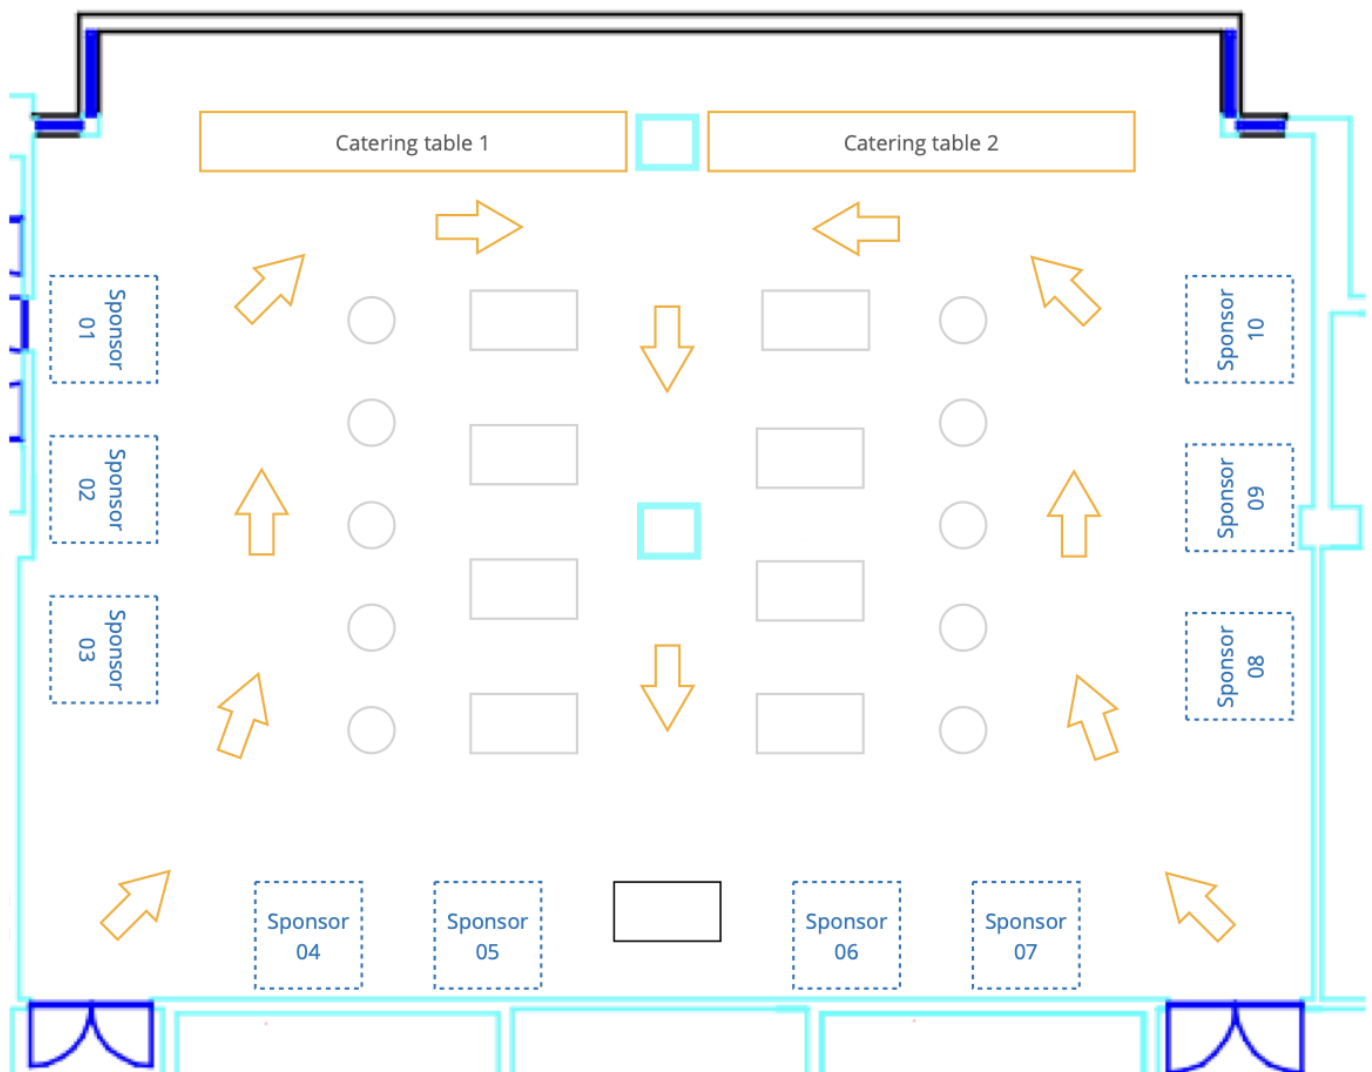 Catering table 1
Catering table 2
Sponsor
01
Sponsor
10
Sponsor
02
Sponsor
09
Sponsor
03
Sponsor
08
Sponsor
04
Sponsor
05
Sponsor
06
Sponsor
07